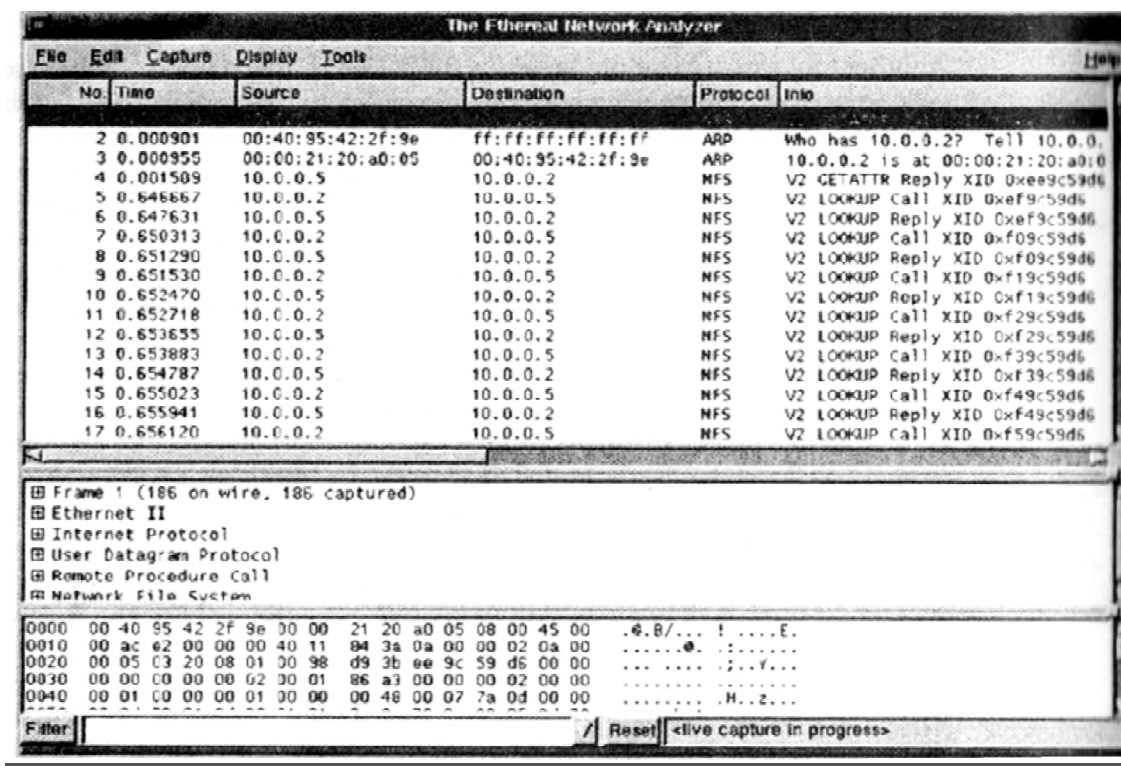 The Ethereal Network Analyzer
File Edit Capture Display Tools Help
No. Time Source Destination Protocol Info
2 0.000901 00:40:95:42:2f:9e ff:ff:ff:ff:ff:ff ARP Who has 10.0.0.2? Tell 10.0.0.
3 0.000955 00:00:21:20:a0:05 00:40:95:42:2f:9e ARP 10.0.0.2 is at 00:00:21:20:a0:0
4 0.001509 10.0.0.5 10.0.0.2 NFS V2 GETATTR Reply XID 0xee9c59d6
5 0.646667 10.0.0.2 10.0.0.5 NFS V2 LOOKUP Call XID 0xef9c59d6
6 0.647631 10.0.0.5 10.0.0.2 NFS V2 LOOKUP Reply XID 0xef9c59d6
7 0.650313 10.0.0.2 10.0.0.5 NFS V2 LOOKUP Call XID 0xf09c59d6
8 0.651290 10.0.0.5 10.0.0.2 NFS V2 LOOKUP Reply XID 0xf09c59d6
9 0.651530 10.0.0.2 10.0.0.5 NFS V2 LOOKUP Call XID 0xf19c59d6
10 0.652470 10.0.0.5 10.0.0.2 NFS V2 LOOKUP Reply XID 0xf19c59d6
11 0.652718 10.0.0.2 10.0.0.5 NFS V2 LOOKUP Call XID 0xf29c59d6
12 0.653655 10.0.0.5 10.0.0.2 NFS V2 LOOKUP Reply XID 0xf29c59d6
13 0.653883 10.0.0.2 10.0.0.5 NFS V2 LOOKUP Call XID 0xf39c59d6
14 0.654787 10.0.0.5 10.0.0.2 NFS V2 LOOKUP Reply XID 0xf39c59d6
15 0.655023 10.0.0.2 10.0.0.5 NFS V2 LOOKUP Call XID 0xf49c59d6
16 0.655941 10.0.0.5 10.0.0.2 NFS V2 LOOKUP Reply XID 0xf49c59d6
17 0.656120 10.0.0.2 10.0.0.5 NFS V2 LOOKUP Call XID 0xf59c59d6
Frame 1 (186 on wire, 186 captured)
Ethernet II
Internet Protocol
User Datagram Protocol
Remote Procedure Call
Network File System
0000 00 40 95 42 2f 9e 00 00 21 20 a0 05 08 00 45 00 .@.B/... ! ....E.
0010 00 ac e2 00 00 00 40 11 84 3a 0a 00 00 02 0a 00 ......@. .:......
0020 00 05 03 20 08 01 00 98 d9 3b ee 9c 59 d6 00 00 ... .... .;..Y...
0030 00 00 00 00 00 02 00 01 86 a3 00 00 00 02 00 00 ........ ........
0040 00 01 00 00 00 01 00 00 00 48 00 07 7a 0d 00 00 ........ .H..z...
Filter: Reset <live capture in progress>